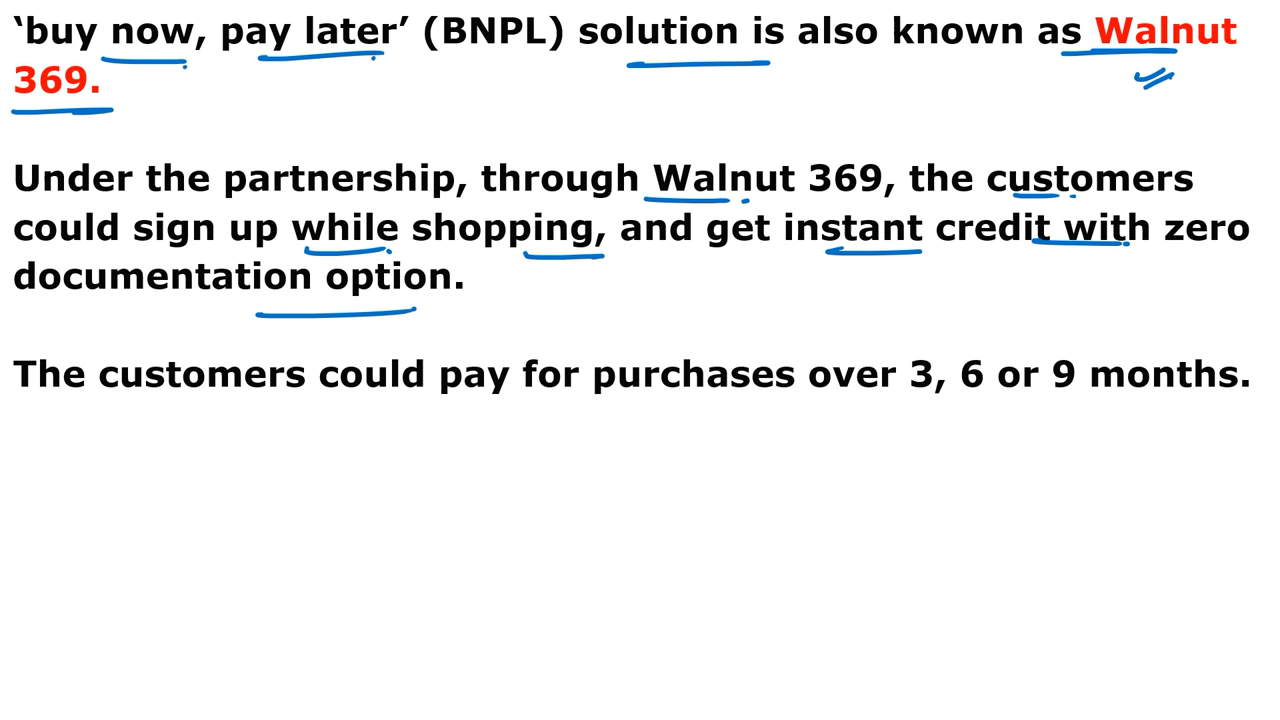 ‘buy now, pay later’ (BNPL) solution is also known as Walnut
369.
Under the partnership, through Walnut 369, the customers
could sign up while shopping, and get instant credit with zero
documentation option.
The customers could pay for purchases over 3, 6 or 9 months.